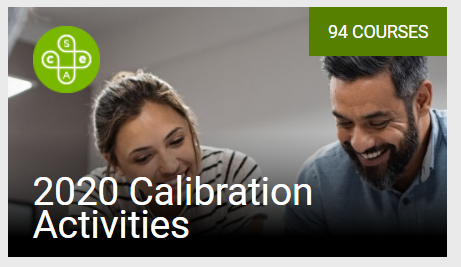 94 COURSES
S
C E
A
2020 Calibration
Activities